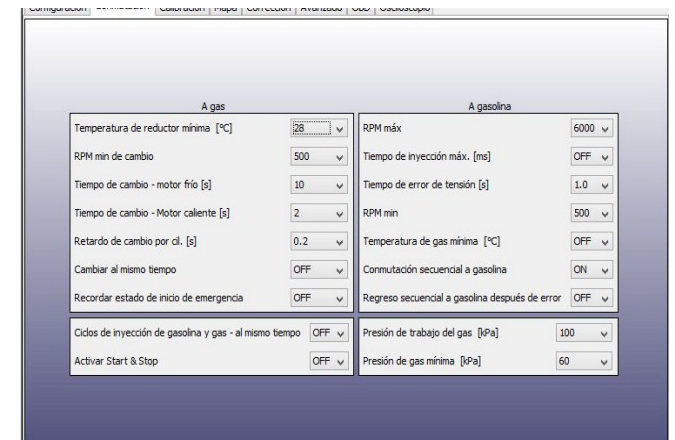 Configuración Conmutación Calibración Mapa Corrección Avanzado OBD Osciloscopio
A gas
Temperatura de reductor mínima [ºC] 28
RPM min de cambio 500
Tiempo de cambio - motor frío [s] 10
Tiempo de cambio - Motor caliente [s] 2
Retardo de cambio por cil. [s] 0.2
Cambiar al mismo tiempo OFF
Recordar estado de inicio de emergencia OFF
Ciclos de inyección de gasolina y gas - al mismo tiempo OFF
Activar Start & Stop OFF
A gasolina
RPM máx 6000
Tiempo de inyección máx. [ms] OFF
Tiempo de error de tensión [s] 1.0
RPM min 500
Temperatura de gas mínima [ºC] OFF
Conmutación secuencial a gasolina ON
Regreso secuencial a gasolina después de error OFF
Presión de trabajo del gas [kPa] 100
Presión de gas mínima [kPa] 60